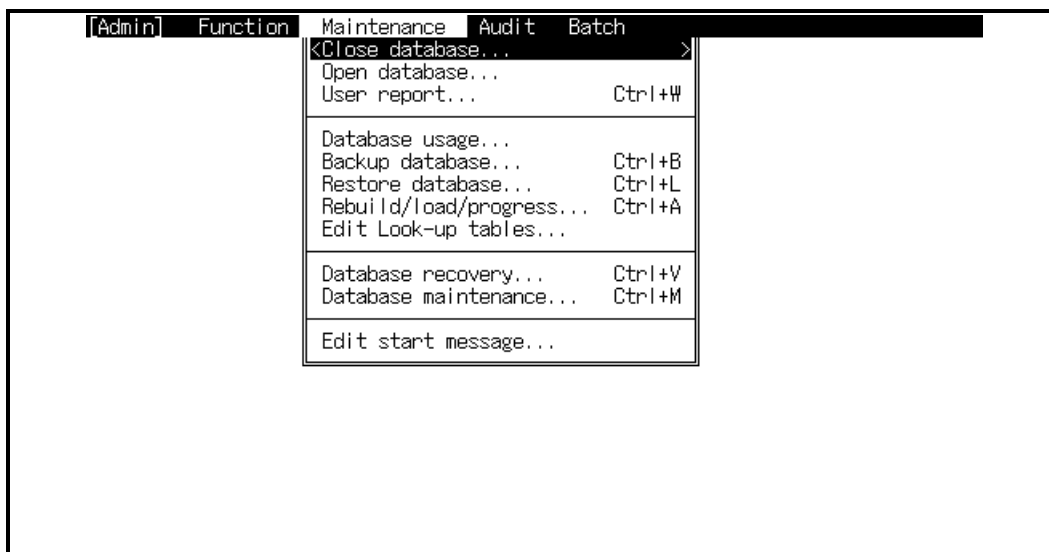 [Admin] Function Maintenance Audit Batch
<Close database... >
Open database...
User report... Ctrl+W
Database usage...
Backup database... Ctrl+B
Restore database... Ctrl+L
Rebuild/load/progress... Ctrl+A
Edit Look-up tables...
Database recovery... Ctrl+V
Database maintenance... Ctrl+M
Edit start message...